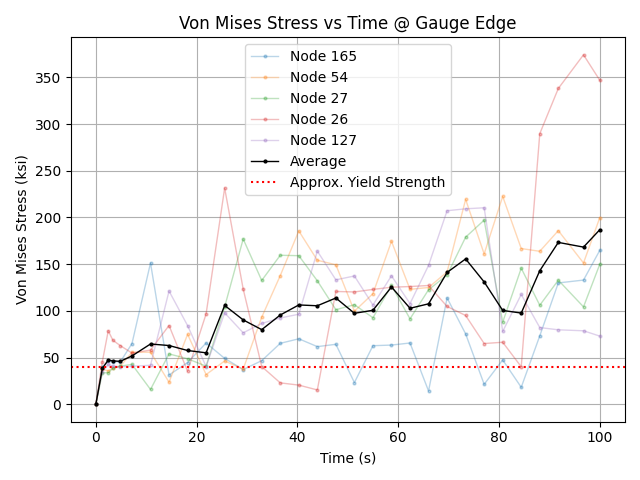 Von Mises Stress vs Time @ Gauge Edge
Von Mises Stress (ksi)
350
300
250
200
150
100
50
0
Node 165
Node 54
Node 27
Node 26
Node 127
Average
Approx. Yield Strength
0 20 40 60 80 100
Time (s)